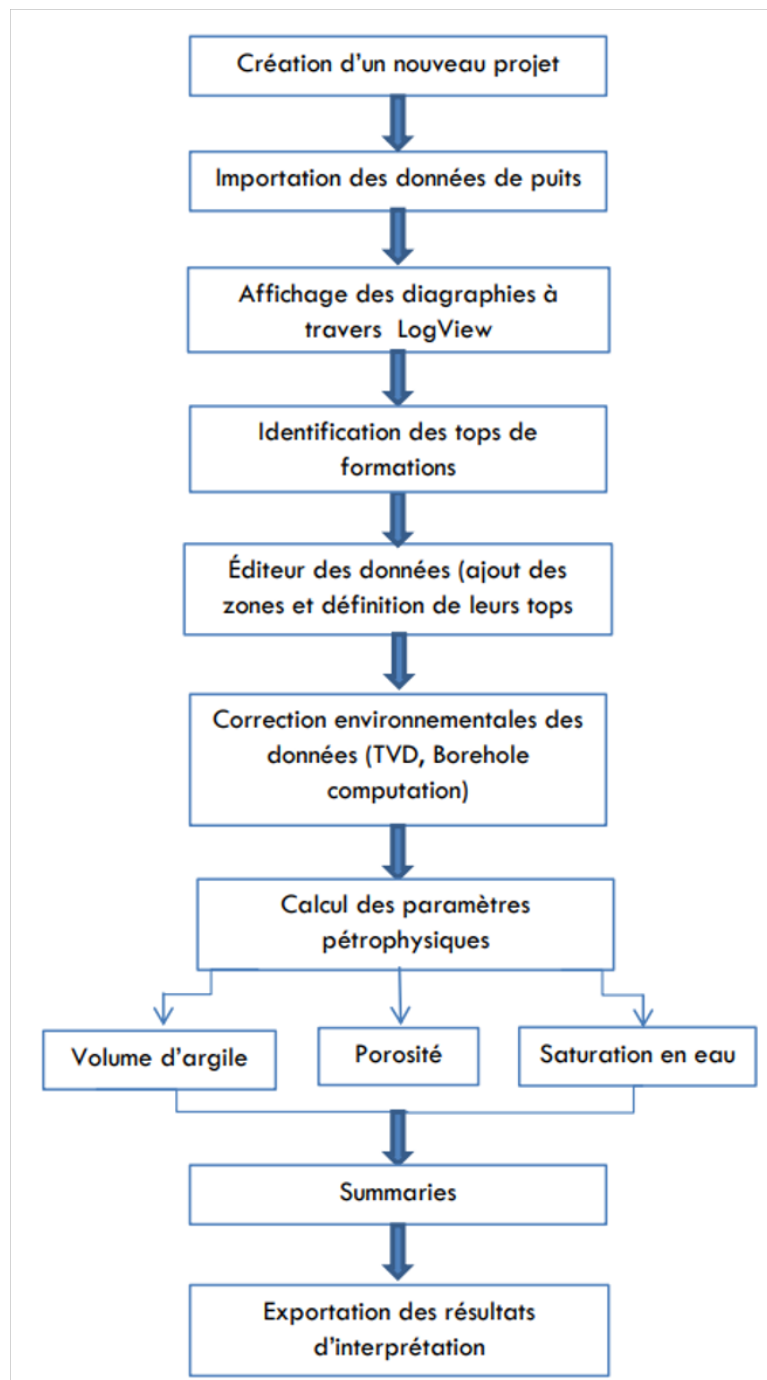 Création d'un nouveau projet
Importation des données de puits
Affichage des diagraphies à
travers LogView
Identification des tops de
formations
Éditeur des données (ajout des
zones et définition de leurs tops
Correction environnementales des
données (TVD, Borehole
computation)
Calcul des paramètres
pétrophysiques
Volume d'argile
Porosité
Saturation en eau
Summaries
Exportation des résultats
d'interprétation